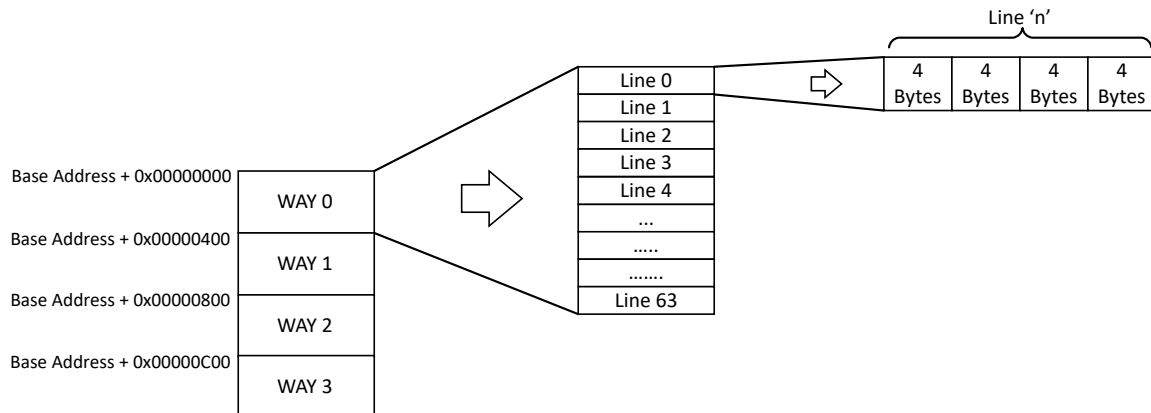 Line 'n'
4 Bytes
4 Bytes
4 Bytes
4 Bytes
Line 0
Line 1
Line 2
Line 3
Line 4
...
.....
.......
Line 63
Base Address + 0x00000000
WAY 0
Base Address + 0x00000400
WAY 1
Base Address + 0x00000800
WAY 2
Base Address + 0x00000C00
WAY 3